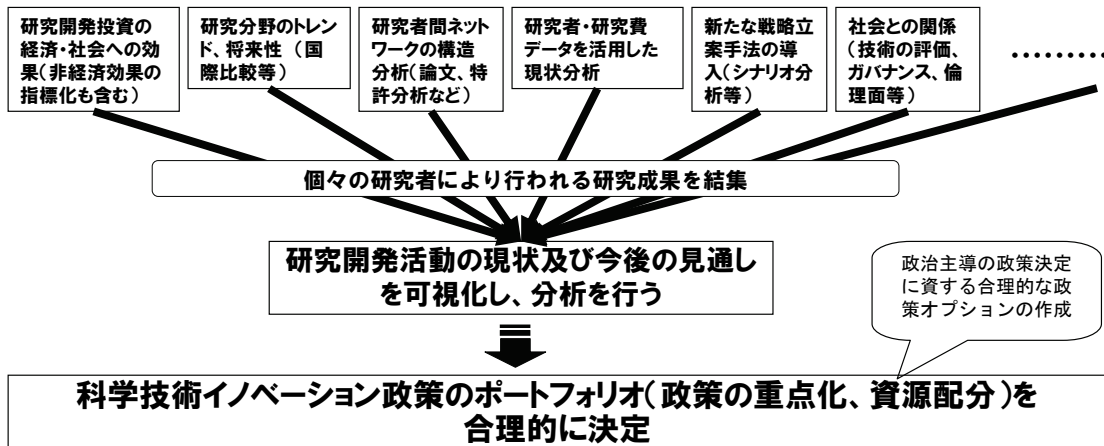 研究開発投資の
経済・社会への効
果(非経済効果の
指標化も含む)
研究分野のトレン
ド、将来性 (国
際比較等)
研究者間ネット
ワークの構造
分析(論文、特
許分析など)
研究者・研究費
データを活用した
現状分析
新たな戦略立
案手法の導
入(シナリオ分
析等)
社会との関係
(技術の評価、
ガバナンス、倫
理面等)
………
個々の研究者により行われる研究成果を結集
研究開発活動の現状及び今後の見通し
を可視化し、分析を行う
政治主導の政策決定
に資する合理的な政
策オプションの作成
科学技術イノベーション政策のポートフォリオ(政策の重点化、資源配分)を
合理的に決定